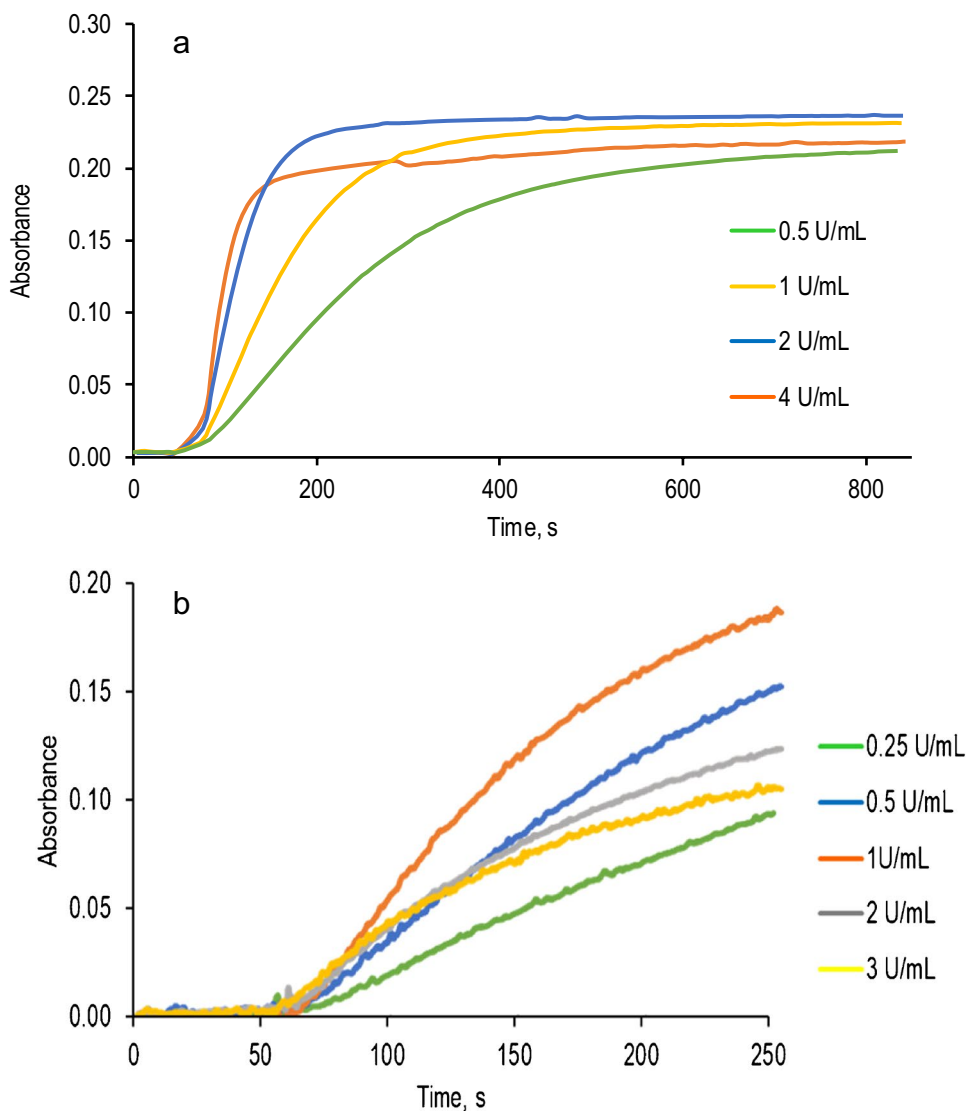 a
0.30
0.25
0.20
0.15
0.10
0.05
0.00
Absorbance
0.5 U/mL
1 U/mL
2 U/mL
4 U/mL
0 200 400 600 800
Time, s
b
0.20
0.15
0.10
0.05
0.00
Absorbance
0.25 U/mL
0.5 U/mL
1U/mL
2 U/mL
3 U/mL
0 50 100 150 200 250
Time, s